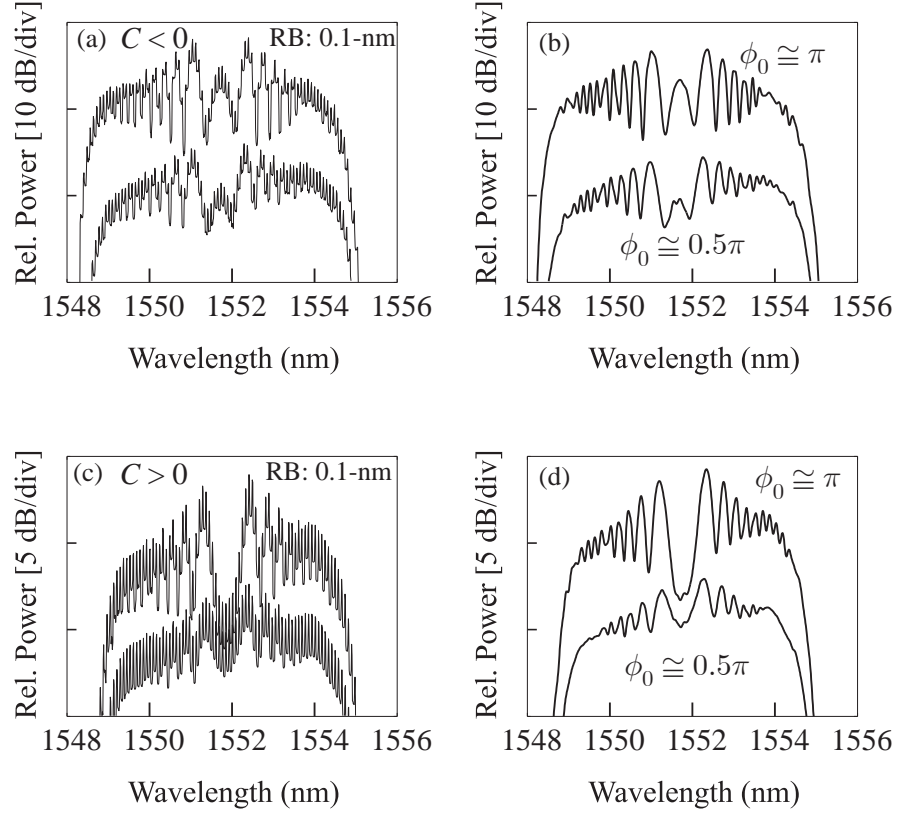 (a) C < 0 RB: 0.1-nm
Rel. Power [10 dB/div]
1548 1550 1552 1554 1556
Wavelength (nm)
(b)
ϕ₀ ≅ π
ϕ₀ ≅ 0.5π
Rel. Power [10 dB/div]
1548 1550 1552 1554 1556
Wavelength (nm)
(c) C > 0 RB: 0.1-nm
Rel. Power [5 dB/div]
1548 1550 1552 1554 1556
Wavelength (nm)
(d)
ϕ₀ ≅ π
ϕ₀ ≅ 0.5π
Rel. Power [5 dB/div]
1548 1550 1552 1554 1556
Wavelength (nm)